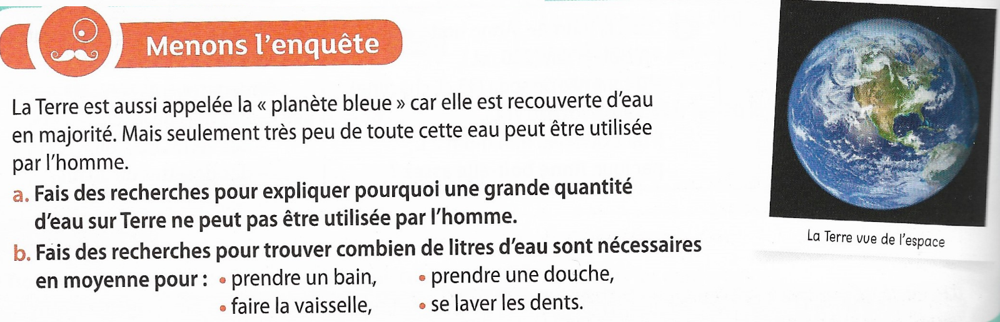 Menons l'enquête
La Terre est aussi appelée la « planète bleue » car elle est recouverte d'eau
en majorité. Mais seulement très peu de toute cette eau peut être utilisée
par l'homme.
a. Fais des recherches pour expliquer pourquoi une grande quantité
d'eau sur Terre ne peut pas être utilisée par l'homme.
b. Fais des recherches pour trouver combien de litres d'eau sont nécessaires
en moyenne pour : • prendre un bain, • prendre une douche,
• faire la vaisselle, • se laver les dents.
La Terre vue de l'espace